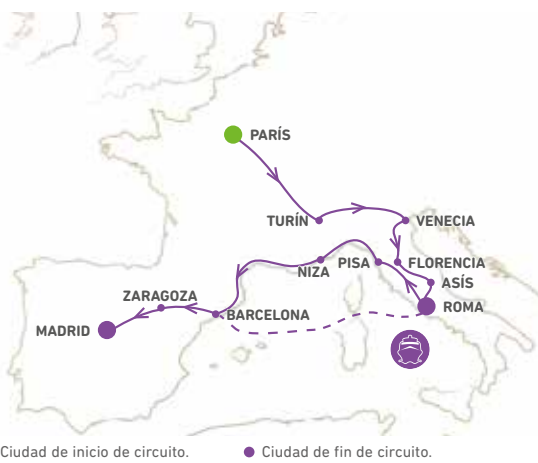 PARÍS
TURÍN
VENECIA
NIZA
PISA
FLORENCIA
ASÍS
ZARAGOZA
BARCELONA
ROMA
MADRID
Ciudad de inicio de circuito.
Ciudad de fin de circuito.